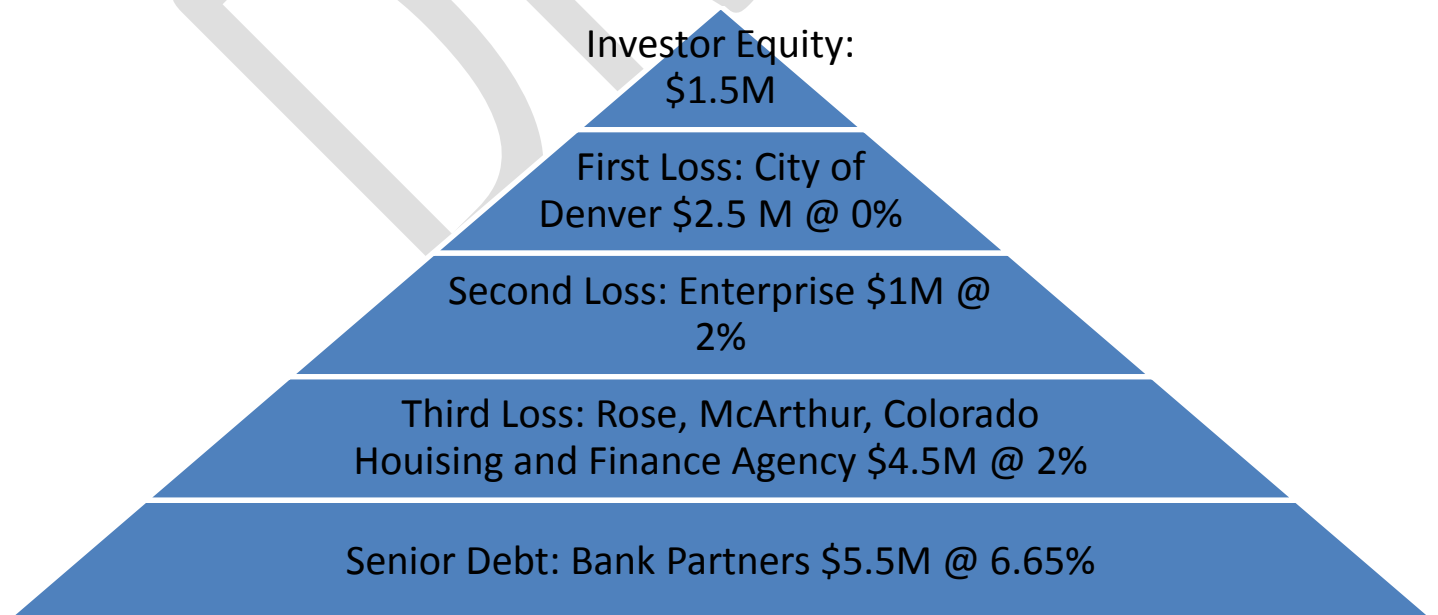 Investor Equity:
$1.5M
First Loss: City of
Denver $2.5 M @ 0%
Second Loss: Enterprise $1M @
2%
Third Loss: Rose, McArthur, Colorado
Houising and Finance Agency $4.5M @ 2%
Senior Debt: Bank Partners $5.5M @ 6.65%